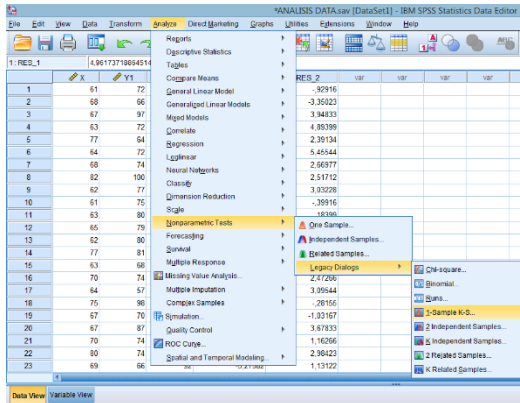 *ANALISIS DATA.sav [DataSet1] - IBM SPSS Statistics Data Editor
File Edit View Data Transform Analyze Direct Marketing Graphs Utilities Extensions Window Help
1: RES_1 4,9617371886451
X Y1 RES_2 var var var var
Reports
Descriptive Statistics
Tables
Compare Means
General Linear Model
Generalized Linear Models
Mixed Models
Correlate
Regression
Loglinear
Neural Networks
Classify
Dimension Reduction
Scale
Nonparametric Tests
Forecasting
Survival
Multiple Response
Missing Value Analysis...
Multiple Imputation
Complex Samples
Simulation...
Quality Control
ROC Curve...
Spatial and Temporal Modeling...
One Sample...
Independent Samples...
Related Samples...
Legacy Dialogs
Chi-square...
Binomial...
Runs...
1-Sample K-S...
2 Independent Samples...
K Independent Samples...
2 Related Samples...
K Related Samples...
1 61 72 -,92916
2 68 66 -3,35023
3 67 97 3,94833
4 63 72 4,89399
5 77 64 2,39134
6 64 72 5,45544
7 68 74 2,66977
8 82 100 2,51712
9 62 77 3,03228
10 61 75 -,39916
11 63 80 ,18399
12 65 79
13 62 80
14 77 81
15 63 68
16 70 74 2,47266
17 64 57 3,09544
18 75 98 -,28155
19 67 70 -1,03167
20 67 87 3,67833
21 70 74 1,16266
22 80 74 2,98423
23 69 66 1,13122
Data View Variable View